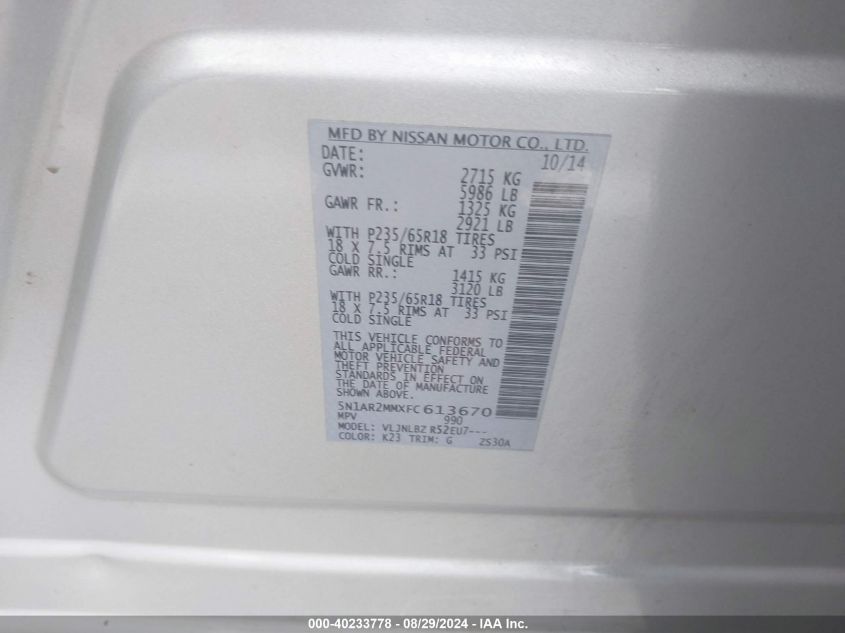 MFD BY NISSAN MOTOR CO., LTD.
DATE: 10/14
GVWR: 2715 KG
5986 LB
GAWR FR.: 1325 KG
2921 LB
WITH P235/65R18 TIRES
18 X 7.5 RIMS AT 33 PSI
COLD SINGLE
GAWR RR.: 1415 KG
3120 LB
WITH P235/65R18 TIRES
18 X 7.5 RIMS AT 33 PSI
COLD SINGLE
THIS VEHICLE CONFORMS TO
ALL APPLICABLE FEDERAL
MOTOR VEHICLE SAFETY AND
THEFT PREVENTION
STANDARDS IN EFFECT ON
THE DATE OF MANUFACTURE
SHOWN ABOVE.
5N1AR2MMXFC613670
MPV 990
MODEL: VLJNLBZ R52EU7---
COLOR: K23 TRIM: G 2S30A
000-40233778 - 08/29/2024 - IAA Inc.